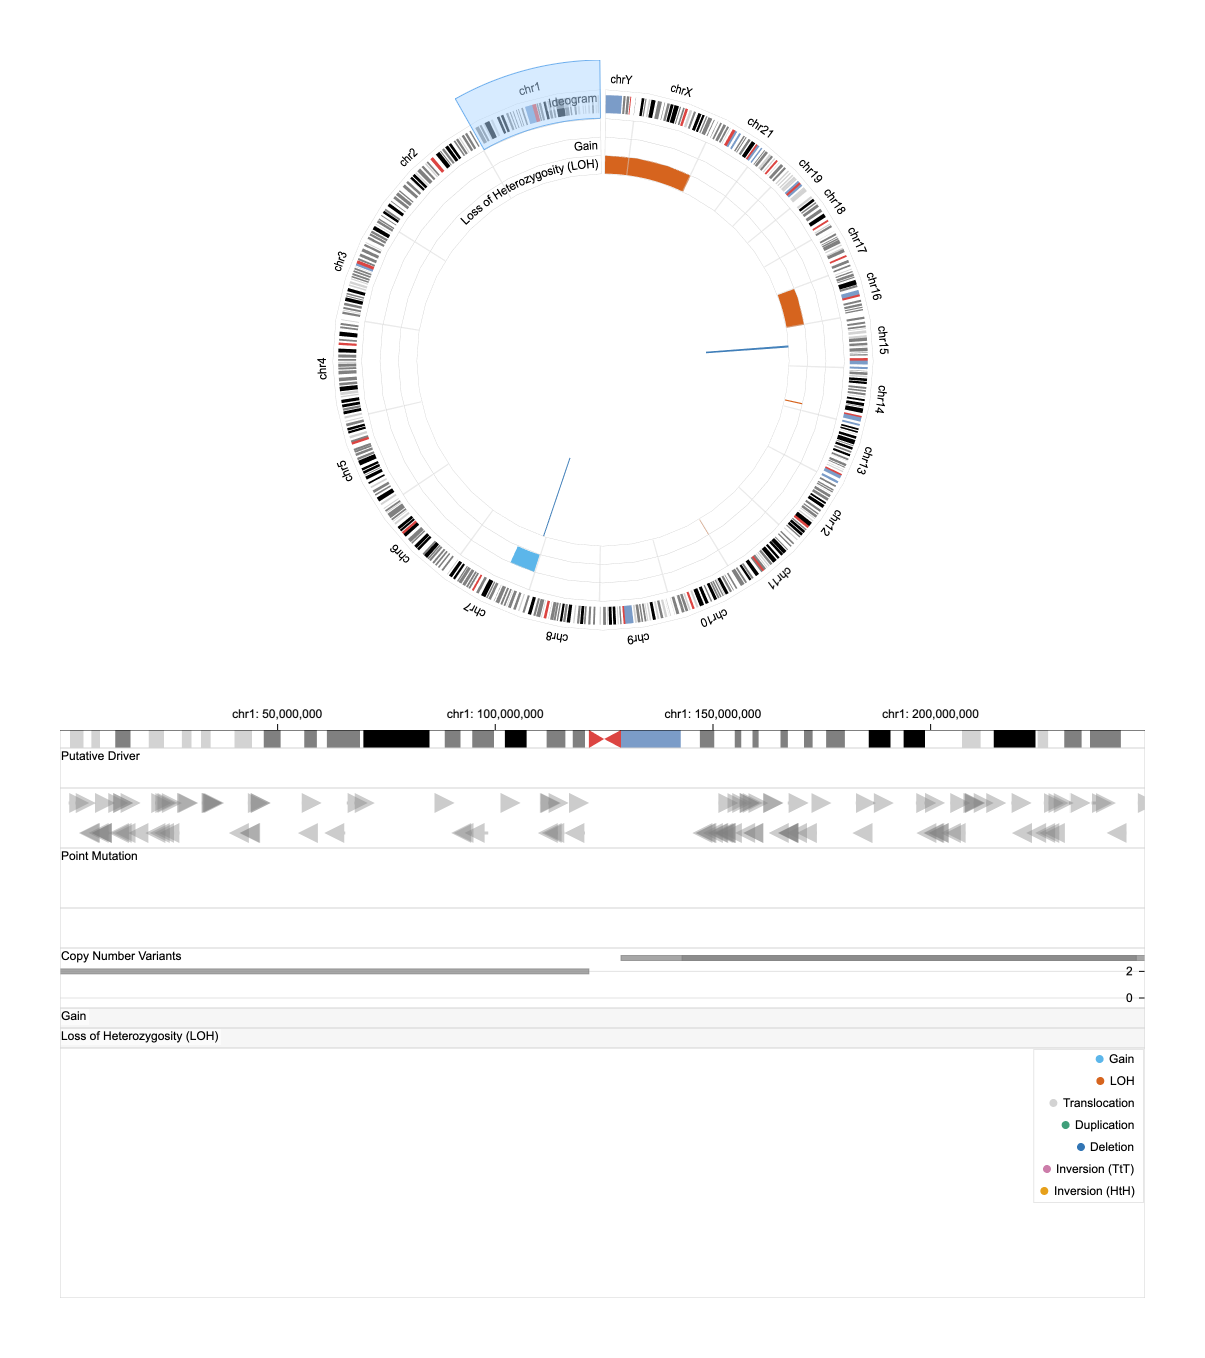 chrY
chrX
chr1
Ideogram
chr21
Gain
chr2
Loss of Heterozygosity (LOH)
chr19
chr18
chr17
chr3
chr16
chr15
chr4
chr14
chr13
chr5
chr12
chr6
chr11
chr7
chr10
chr8
chr9
chr1: 50,000,000
chr1: 100,000,000
chr1: 150,000,000
chr1: 200,000,000
Putative Driver
Point Mutation
Copy Number Variants
2
0
Gain
Loss of Heterozygosity (LOH)
Gain
LOH
Translocation
Duplication
Deletion
Inversion (TtT)
Inversion (HtH)